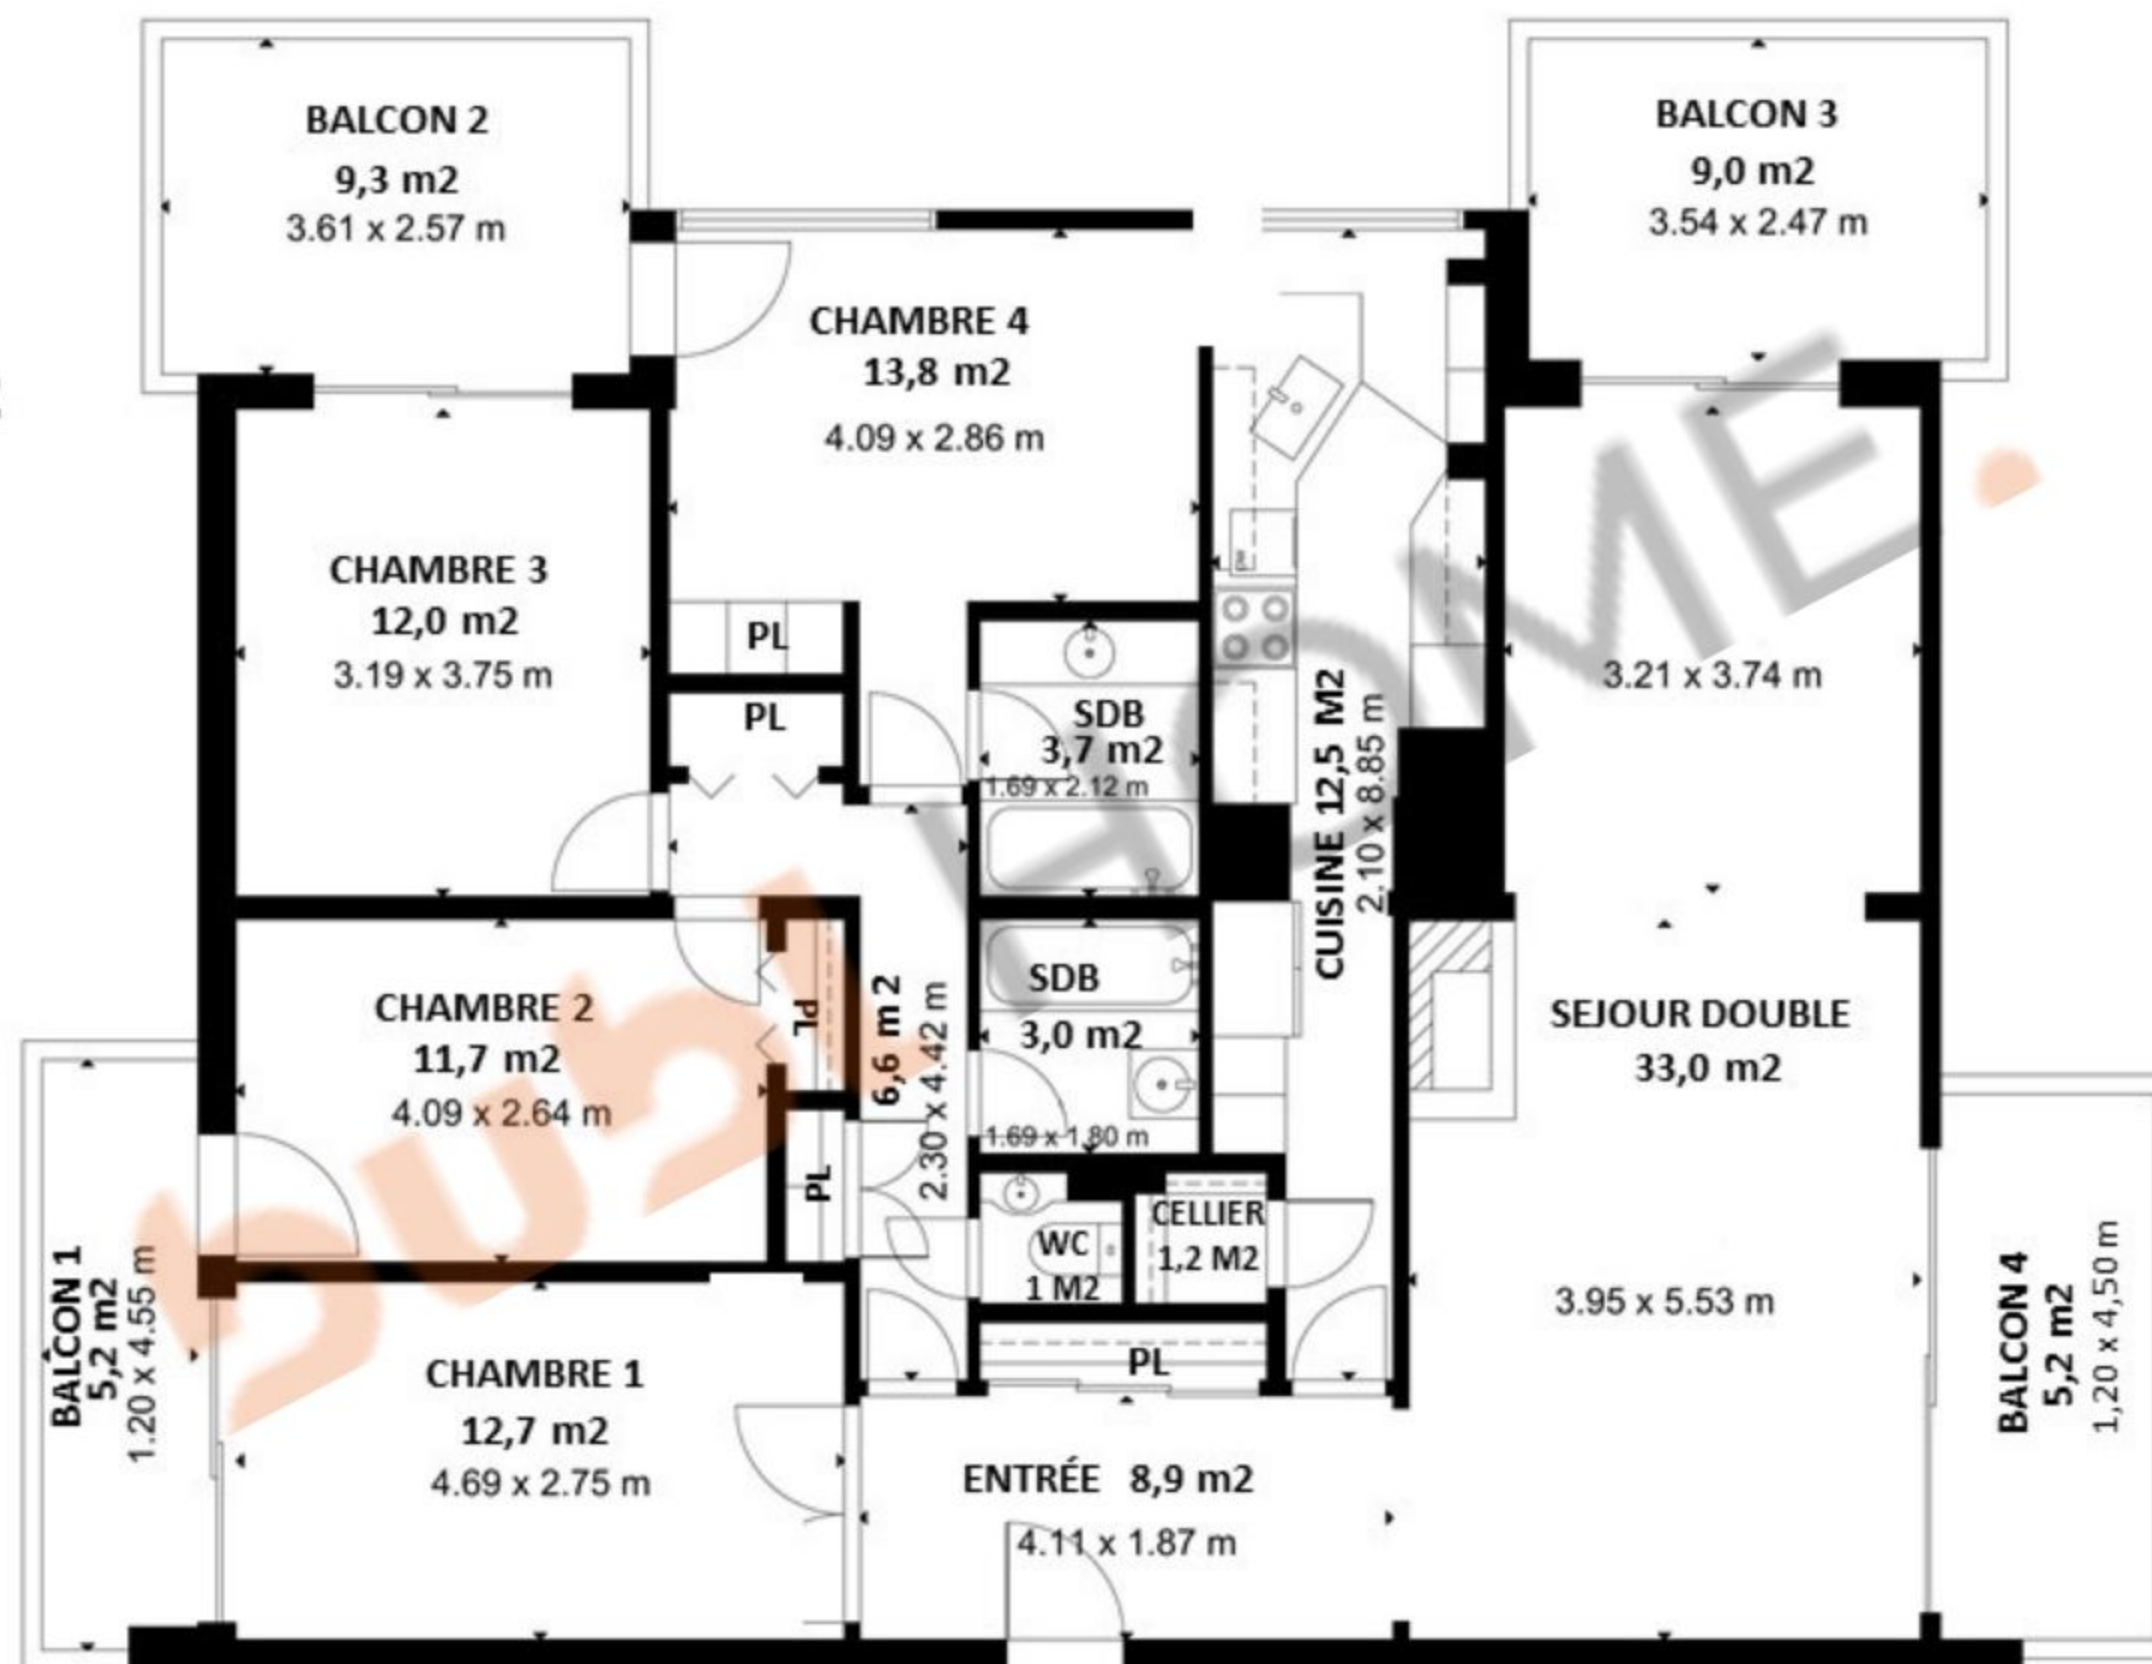 BALCON 2
9,3 m2
3.61 x 2.57 m
BALCON 3
9,0 m2
3.54 x 2.47 m
CHAMBRE 4
13,8 m2
4.09 x 2.86 m
CHAMBRE 3
12,0 m2
3.19 x 3.75 m
PL
PL
SDB
3,7 m2
1.69 x 2.12 m
CUISINE 12,5 M2
2.10 x 8.85 m
3.21 x 3.74 m
CHAMBRE 2
11,7 m2
4.09 x 2.64 m
PL
PL
6,6 m2
2.30 x 4.42 m
SDB
3,0 m2
1.69 x 1.80 m
SEJOUR DOUBLE
33,0 m2
3.95 x 5.53 m
WC
1 M2
CELLIER
1,2 M2
PL
BALCON 1
5,2 m2
1.20 x 4.55 m
CHAMBRE 1
12,7 m2
4.69 x 2.75 m
ENTRÉE 8,9 m2
4.11 x 1.87 m
BALCON 4
5,2 m2
1,20 x 4,50 m
HOME.